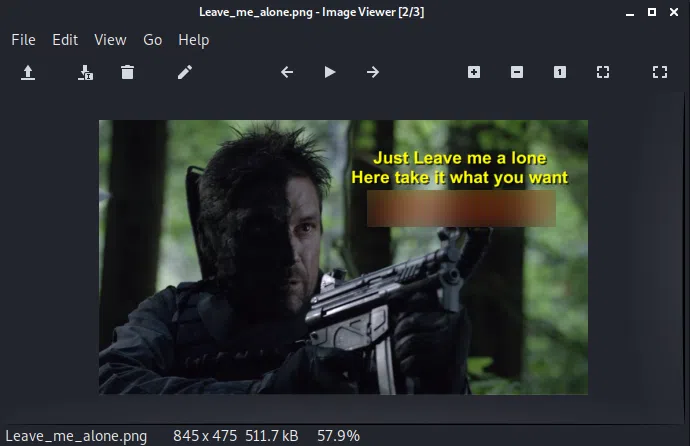 Leave_me_alone.png - Image Viewer [2/3]
File Edit View Go Help
1
Just Leave me a lone
Here take it what you want
Leave_me_alone.png 845 x 475 511.7 kB 57.9%